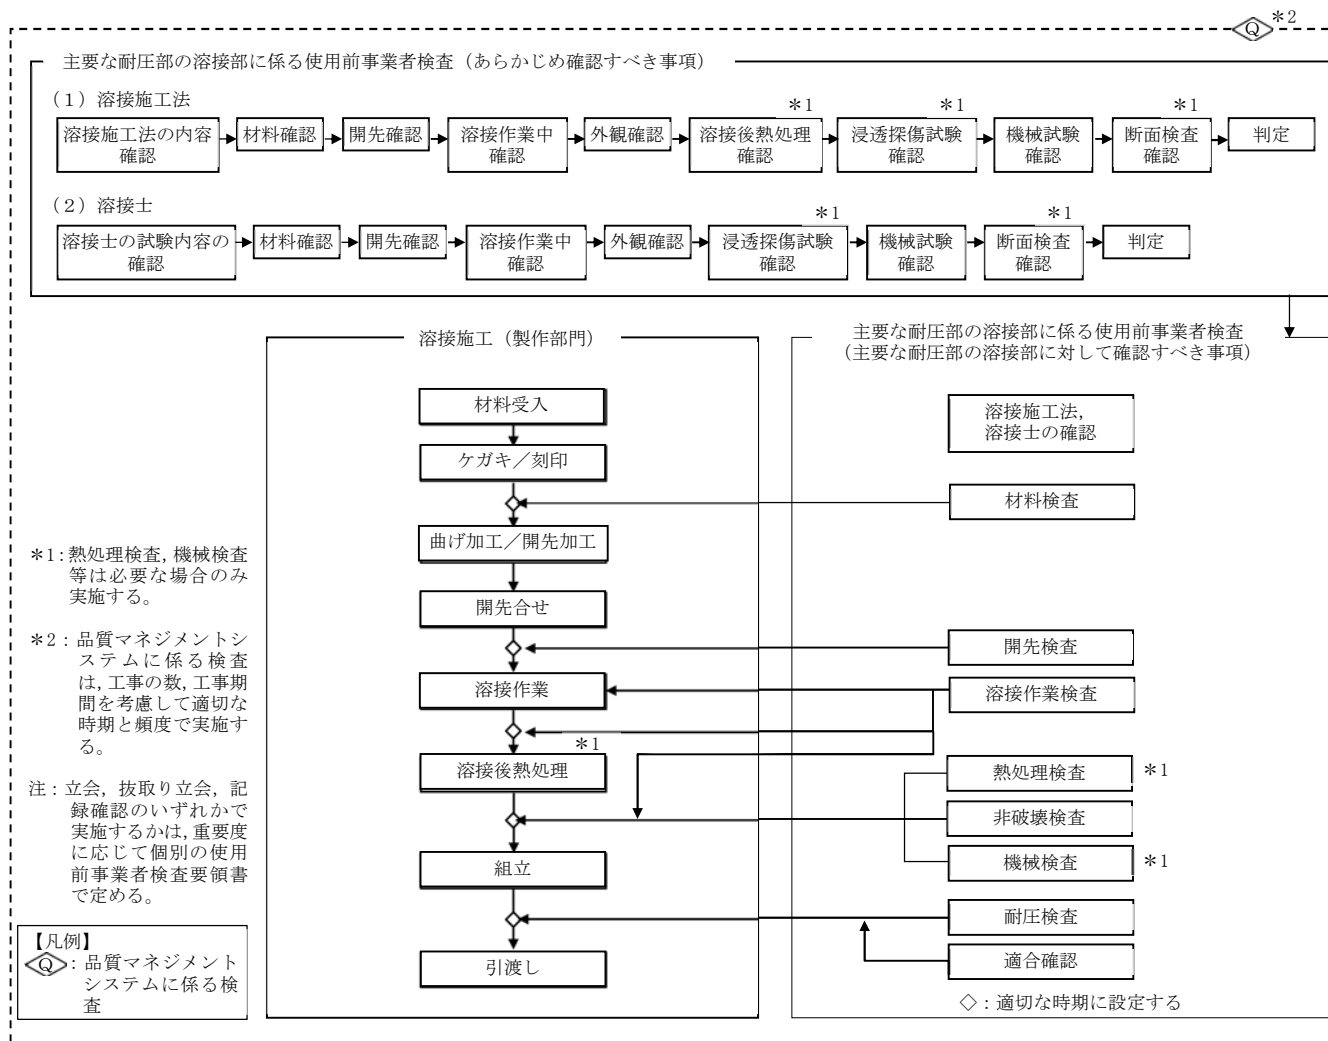 Q *2
主要な耐圧部の溶接部に係る使用前事業者検査(あらかじめ確認すべき事項)
(1)溶接施工法
*1
*1
*1
溶接施工法の内容
確認
材料確認
開先確認
溶接作業中
確認
外観確認
溶接後熱処理
確認
浸透探傷試験
確認
機械試験
確認
断面検査
確認
判定
(2)溶接士
*1
*1
溶接士の試験内容の
確認
材料確認
開先確認
溶接作業中
確認
外観確認
浸透探傷試験
確認
機械試験
確認
断面検査
確認
判定
溶接施工(製作部門)
材料受入
ケガキ/刻印
曲げ加工/開先加工
開先合せ
溶接作業
*1
溶接後熱処理
組立
引渡し
主要な耐圧部の溶接部に係る使用前事業者検査
(主要な耐圧部の溶接部に対して確認すべき事項)
溶接施工法,
溶接士の確認
材料検査
開先検査
溶接作業検査
熱処理検査 *1
非破壊検査
機械検査 *1
耐圧検査
適合確認
◇:適切な時期に設定する
*1:熱処理検査,機械検査
等は必要な場合のみ
実施する。
*2:品質マネジメントシ
ステムに係る検査
は,工事の数,工事期
間を考慮して適切な
時期と頻度で実施す
る。
注:立会,抜取り立会,記
録確認のいずれかで
実施するかは,重要度
に応じて個別の使用
前事業者検査要領書
で定める。
【凡例】
Q:品質マネジメント
システムに係る検
査